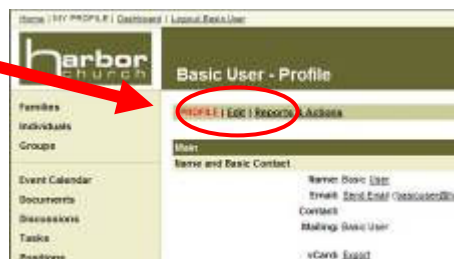 Home | MY PROFILE | Dashboard | Logout Basic User
Harbor
church
Basic User - Profile
PROFILE | Edit | Reports & Actions
Families
Individuals
Groups
Main
Name and Basic Contact
Event Calendar
Name: Basic User
Documents
Email: Send Email (basicuser@h
Discussions
Contact:
Tasks
Mailing: Basic User
Positions
vCard: Export